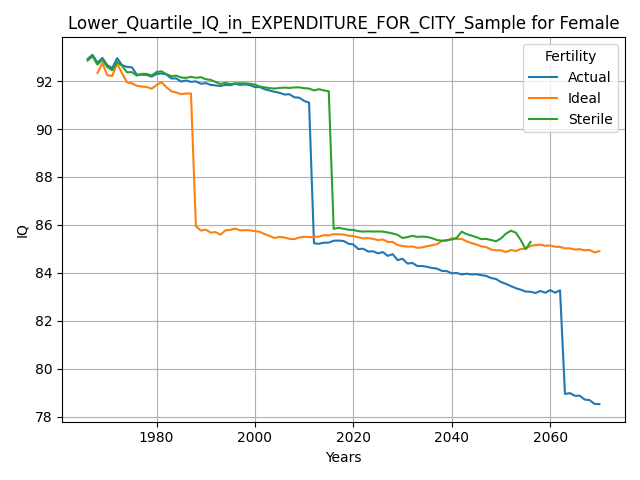 Lower_Quartile_IQ_in_EXPENDITURE_FOR_CITY_Sample for Female
Fertility
Actual
Ideal
Sterile
IQ
92
90
88
86
84
82
80
78
1980
2000
2020
2040
2060
Years